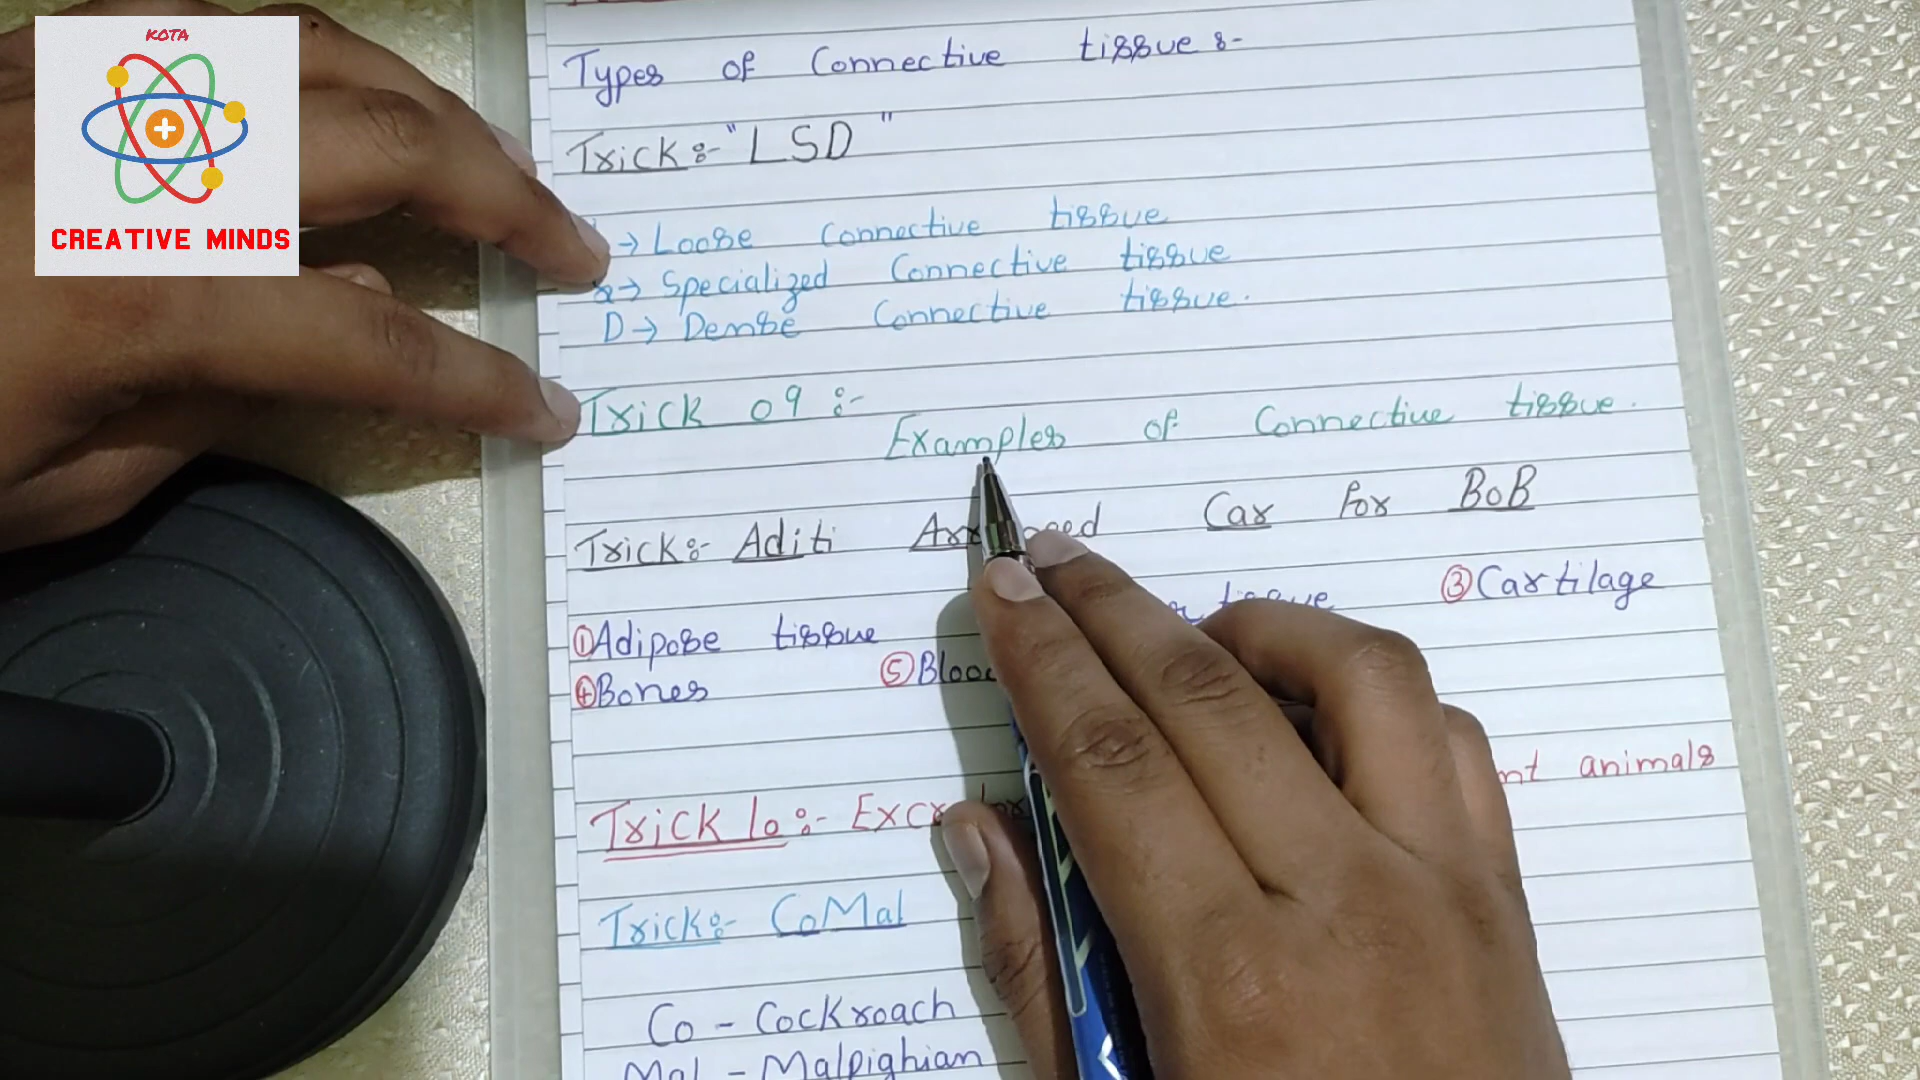 KOTA
CREATIVE MINDS
Types of Connective tissue :-
Trick :- "LSD"
→ Loose Connective tissue
→ Specialized Connective tissue
D → Dense Connective tissue.
Trick 09 :-
Examples of Connective tissue.
Trick :- Aditi Car for BoB
① Adipose tissue tissue ③ Cartilage
④ Bones ⑤ Blood
Trick 10 :- animals
Trick :- CoMal
Co - Cockroach
Mal - Malpighian